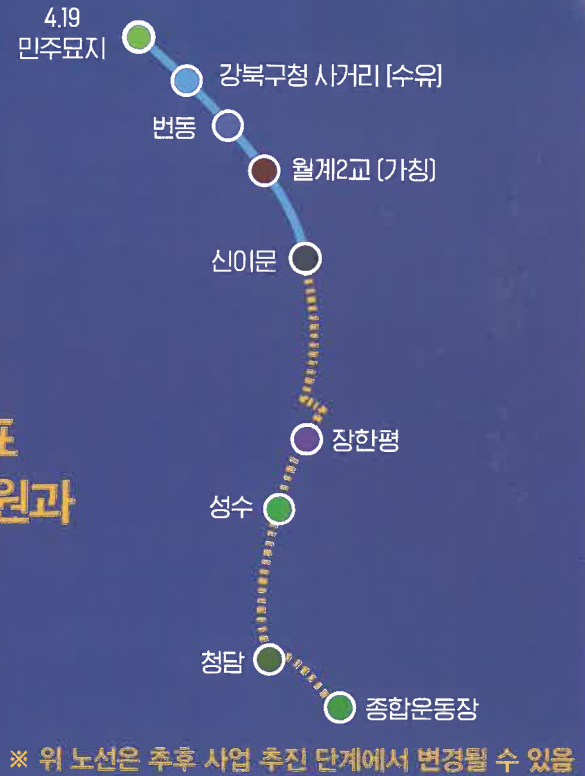 4.19
민주묘지
강북구청 사거리 [수유]
번동
월계2교 (가칭)
신이문
장한평
원과
성수
청담
종합운동장
※ 위 노선은 추후 사업 추진 단계에서 변경될 수 있음